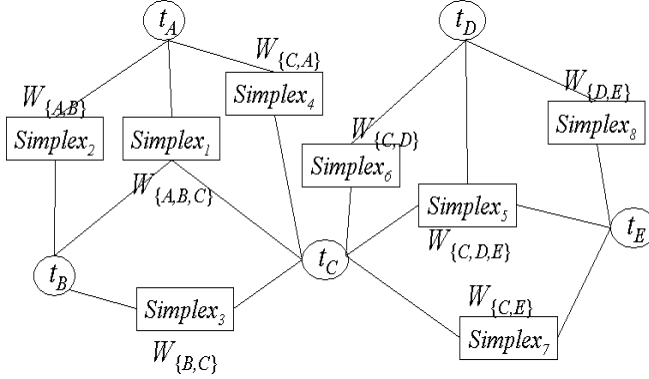 t_A
t_D
W_{C,A}
W_{A,B}
W_{D,E}
Simplex_4
Simplex_2
Simplex_1
W_{C,D}
Simplex_8
Simplex_6
W_{A,B,C}
Simplex_5
t_E
W_{C,D,E}
t_B
t_C
Simplex_3
W_{C,E}
Simplex_7
W_{B,C}